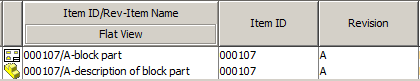 Item ID/Rev-Item Name Item ID Revision
Flat View
000107/A-block part 000107 A
000107/A-description of block part 000107 A